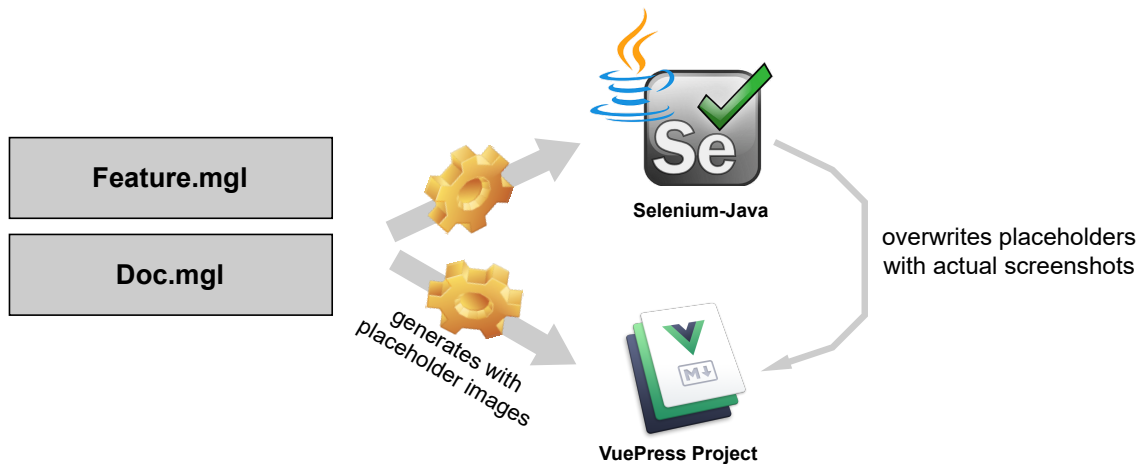 Feature.mgl
Doc.mgl
Se
Selenium-Java
generates with
placeholder images
overwrites placeholders
with actual screenshots
M↓
VuePress Project